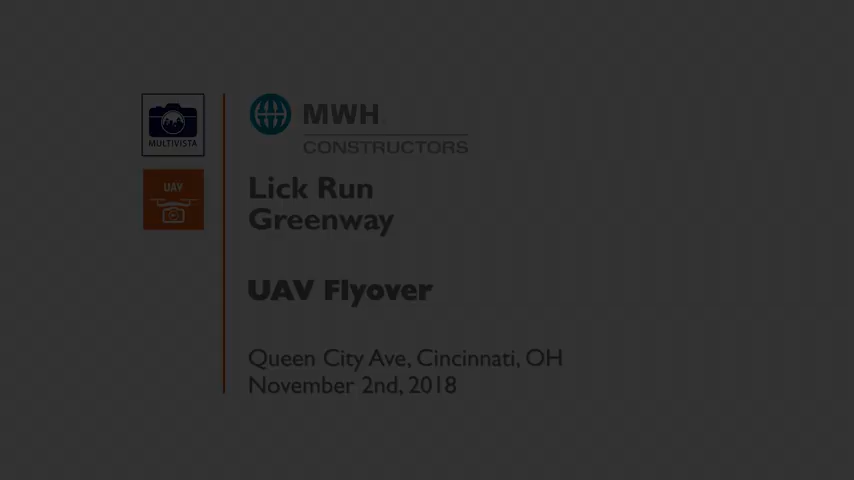 MULTIVISTA
UAV
MWH
CONSTRUCTORS
Lick Run
Greenway
UAV Flyover
Queen City Ave, Cincinnati, OH
November 2nd, 2018